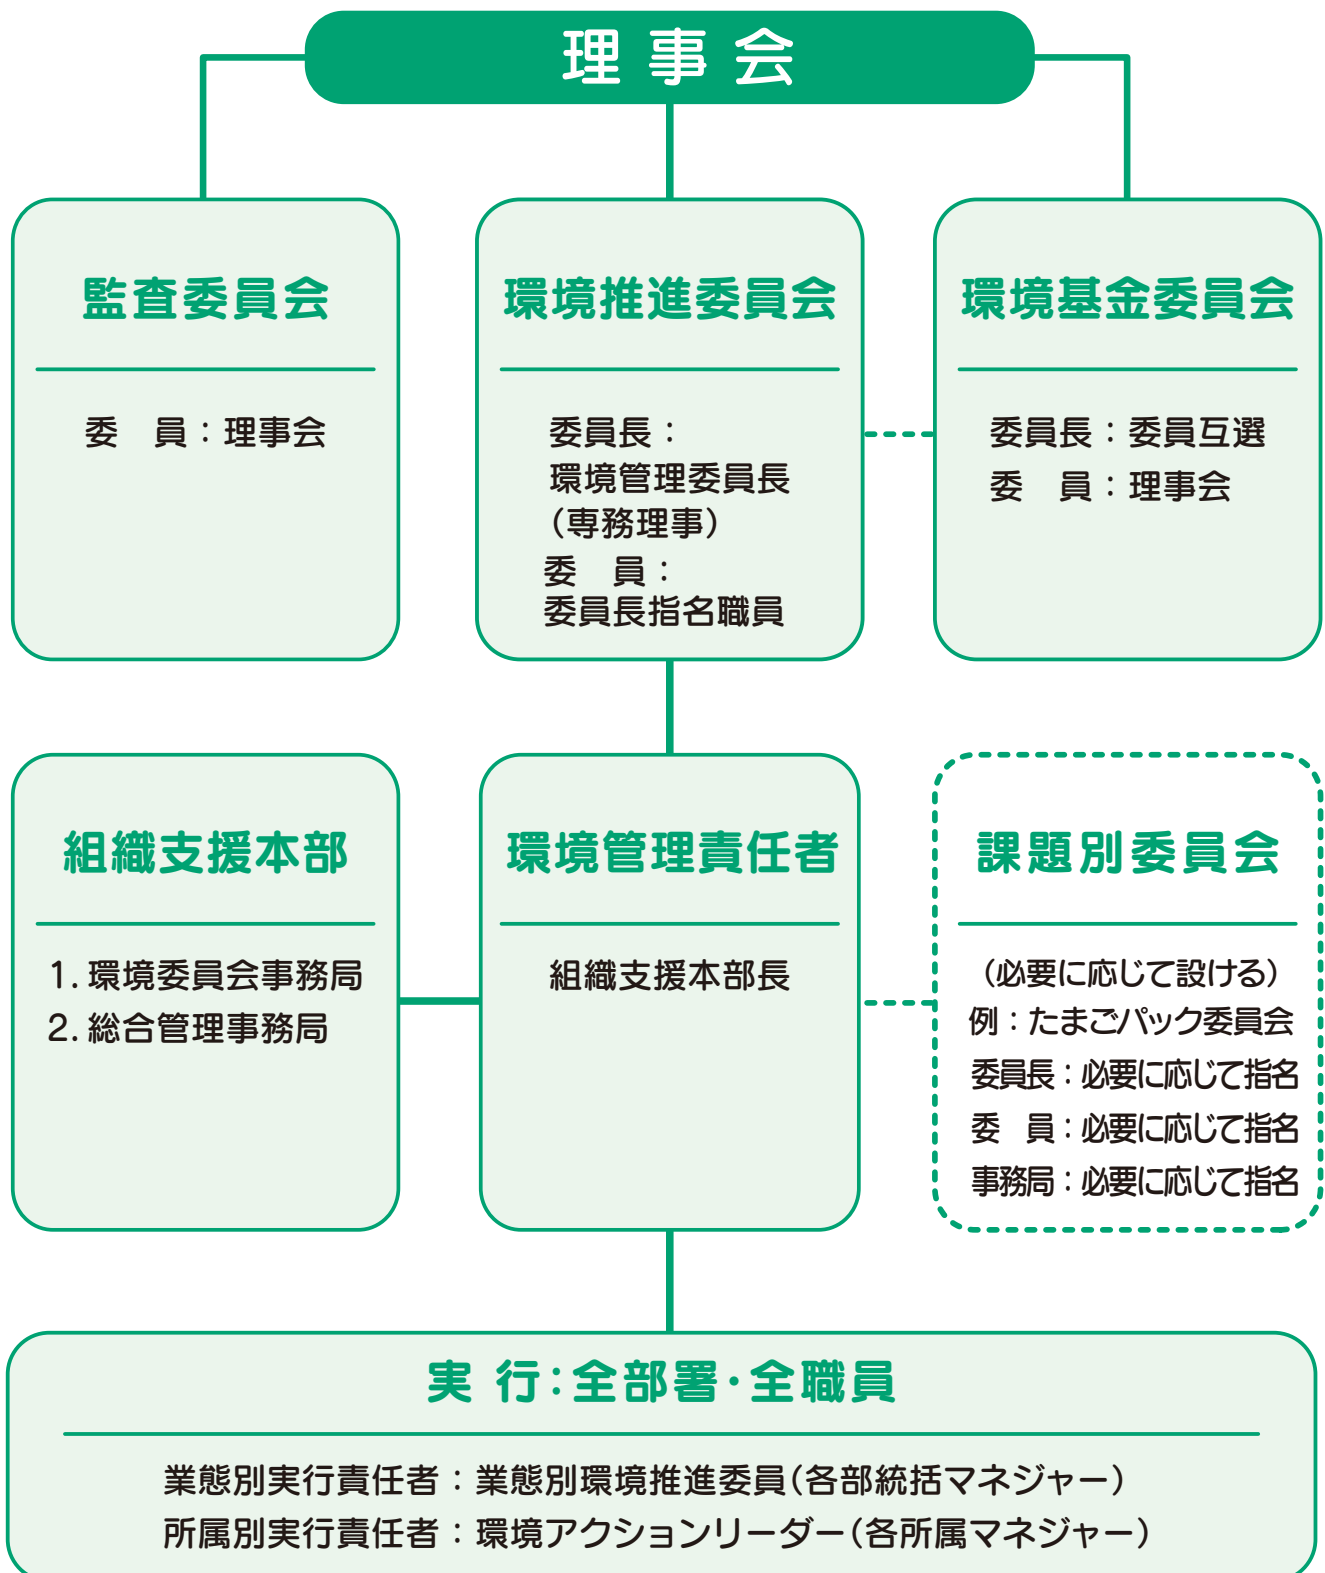 理事会
監査委員会
委　員：理事会
環境推進委員会
委員長：
環境管理委員長
（専務理事）
委　員：
委員長指名職員
環境基金委員会
委員長：委員互選
委　員：理事会
組織支援本部
1. 環境委員会事務局
2. 総合管理事務局
環境管理責任者
組織支援本部長
課題別委員会
（必要に応じて設ける）
例：たまごパック委員会
委員長：必要に応じて指名
委　員：必要に応じて指名
事務局：必要に応じて指名
実 行：全部署・全職員
業態別実行責任者：業態別環境推進委員（各部統括マネジャー）
所属別実行責任者：環境アクションリーダー（各所属マネジャー）